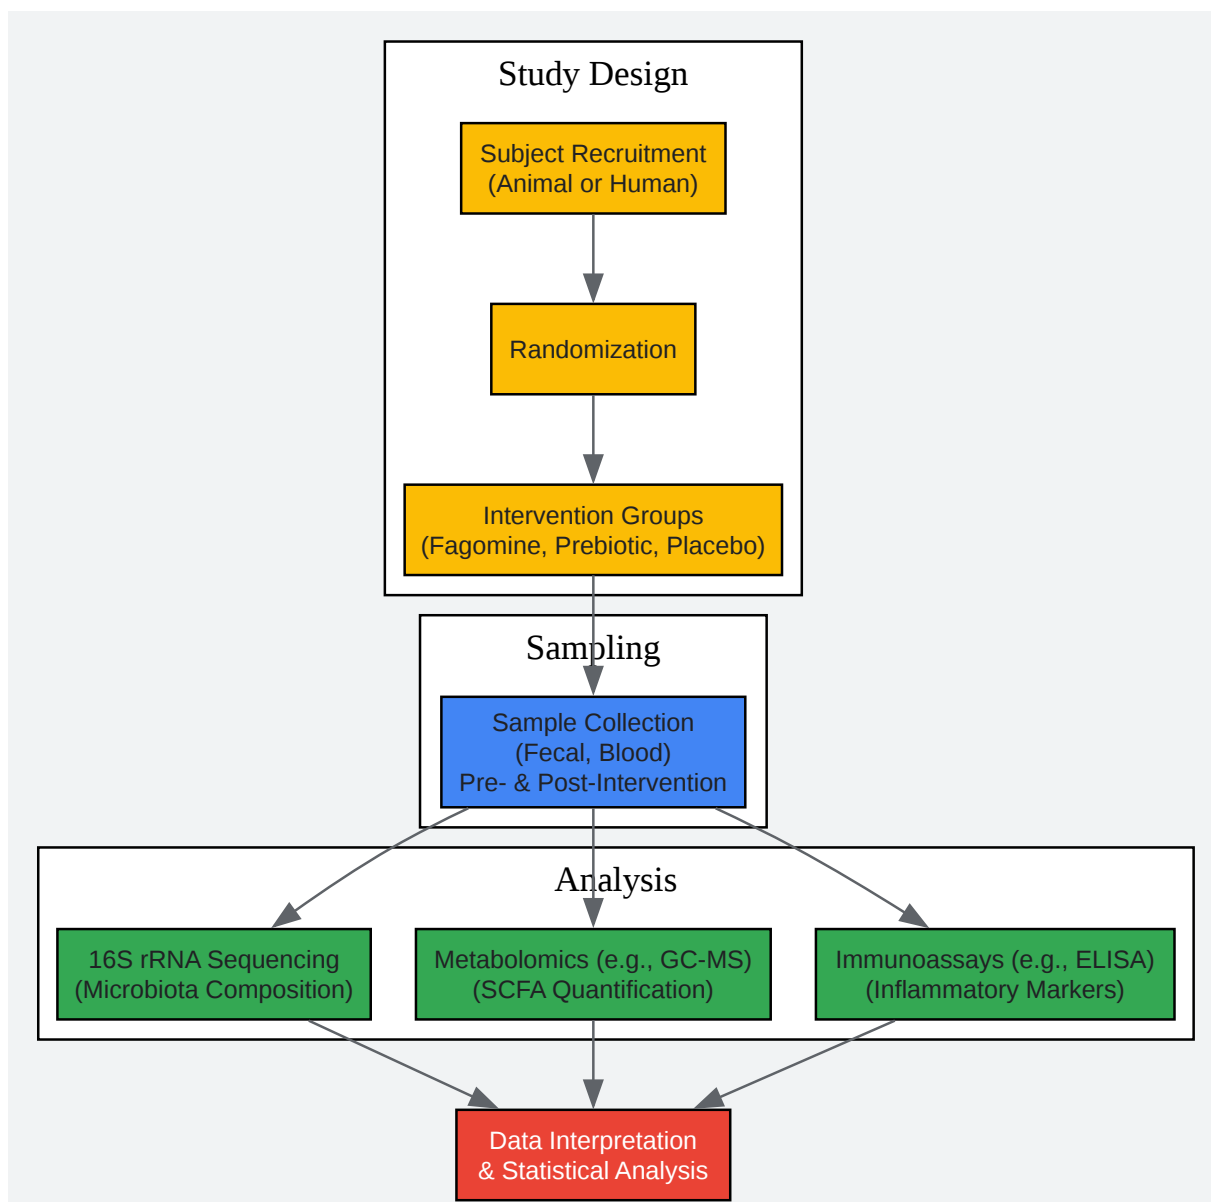 Study Design
Subject Recruitment
(Animal or Human)
Randomization
Intervention Groups
(Fagomine, Prebiotic, Placebo)
Sampling
Sample Collection
(Fecal, Blood)
Pre- & Post-Intervention
Analysis
16S rRNA Sequencing
(Microbiota Composition)
Metabolomics (e.g., GC-MS)
(SCFA Quantification)
Immunoassays (e.g., ELISA)
(Inflammatory Markers)
Data Interpretation
& Statistical Analysis